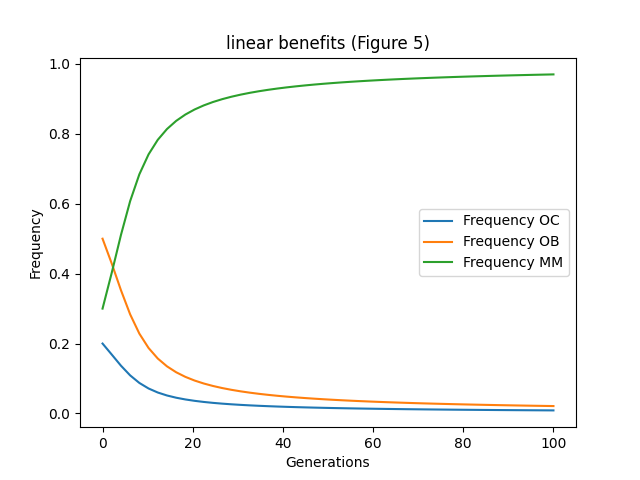 linear benefits (Figure 5)
1.0
0.8
0.6
0.4
0.2
0.0
Frequency
Frequency OC
Frequency OB
Frequency MM
0 20 40 60 80 100
Generations